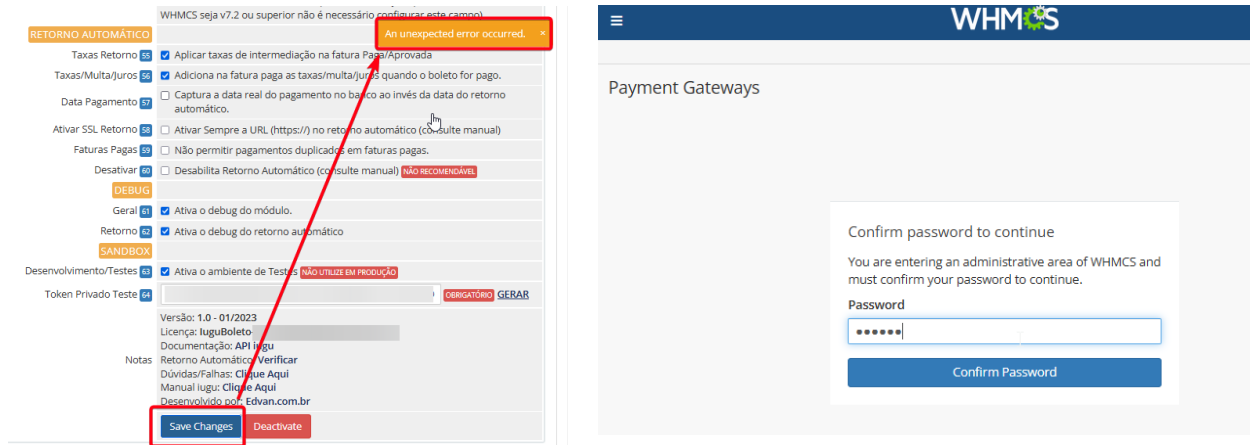 WHMCS seja v7.2 ou superior não é necessário configurar este campo)
An unexpected error occurred. ×
RETORNO AUTOMÁTICO
Taxas Retorno 55 Aplicar taxas de intermediação na fatura Paga/Aprovada
Taxas/Multa/Juros 56 Adiciona na fatura paga as taxas/multa/juros quando o boleto for pago.
Data Pagamento 57 Captura a data real do pagamento no banco ao invés da data do retorno
automático.
Ativar SSL Retorno 58 Ativar Sempre a URL (https://) no retorno automático (consulte manual)
Faturas Pagas 59 Não permitir pagamentos duplicados em faturas pagas.
Desativar 60 Desabilita Retorno Automático (consulte manual) NÃO RECOMENDÁVEL
DEBUG
Geral 61 Ativa o debug do módulo.
Retorno 62 Ativa o debug do retorno automático
SANDBOX
Desenvolvimento/Testes 63 Ativa o ambiente de Testes NÃO UTILIZE EM PRODUÇÃO
Token Privado Teste 64 OBRIGATÓRIO GERAR
Versão: 1.0 - 01/2023
Licença: IuguBoleto-
Documentação: API iugu
Notas Retorno Automático: Verificar
Dúvidas/Falhas: Clique Aqui
Manual iugu: Clique Aqui
Desenvolvido por: Edvan.com.br
Save Changes Deactivate
WHMCS
Payment Gateways
Confirm password to continue
You are entering an administrative area of WHMCS and
must confirm your password to continue.
Password
Confirm Password